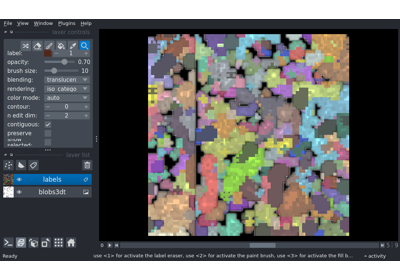 File View Window Plugins Help
layer controls
label: 1
opacity: 0.70
brush size: 10
blending: translucen
rendering: iso_catego
color mode: auto
contour: 0
n edit dim: 2
contiguous:
preserve
show
selected:
layer list
labels
blobs3dt
Ready
use <1> for activate the label eraser, use <2> for activate the paint brush, use <3> for activate the fill b...
activity